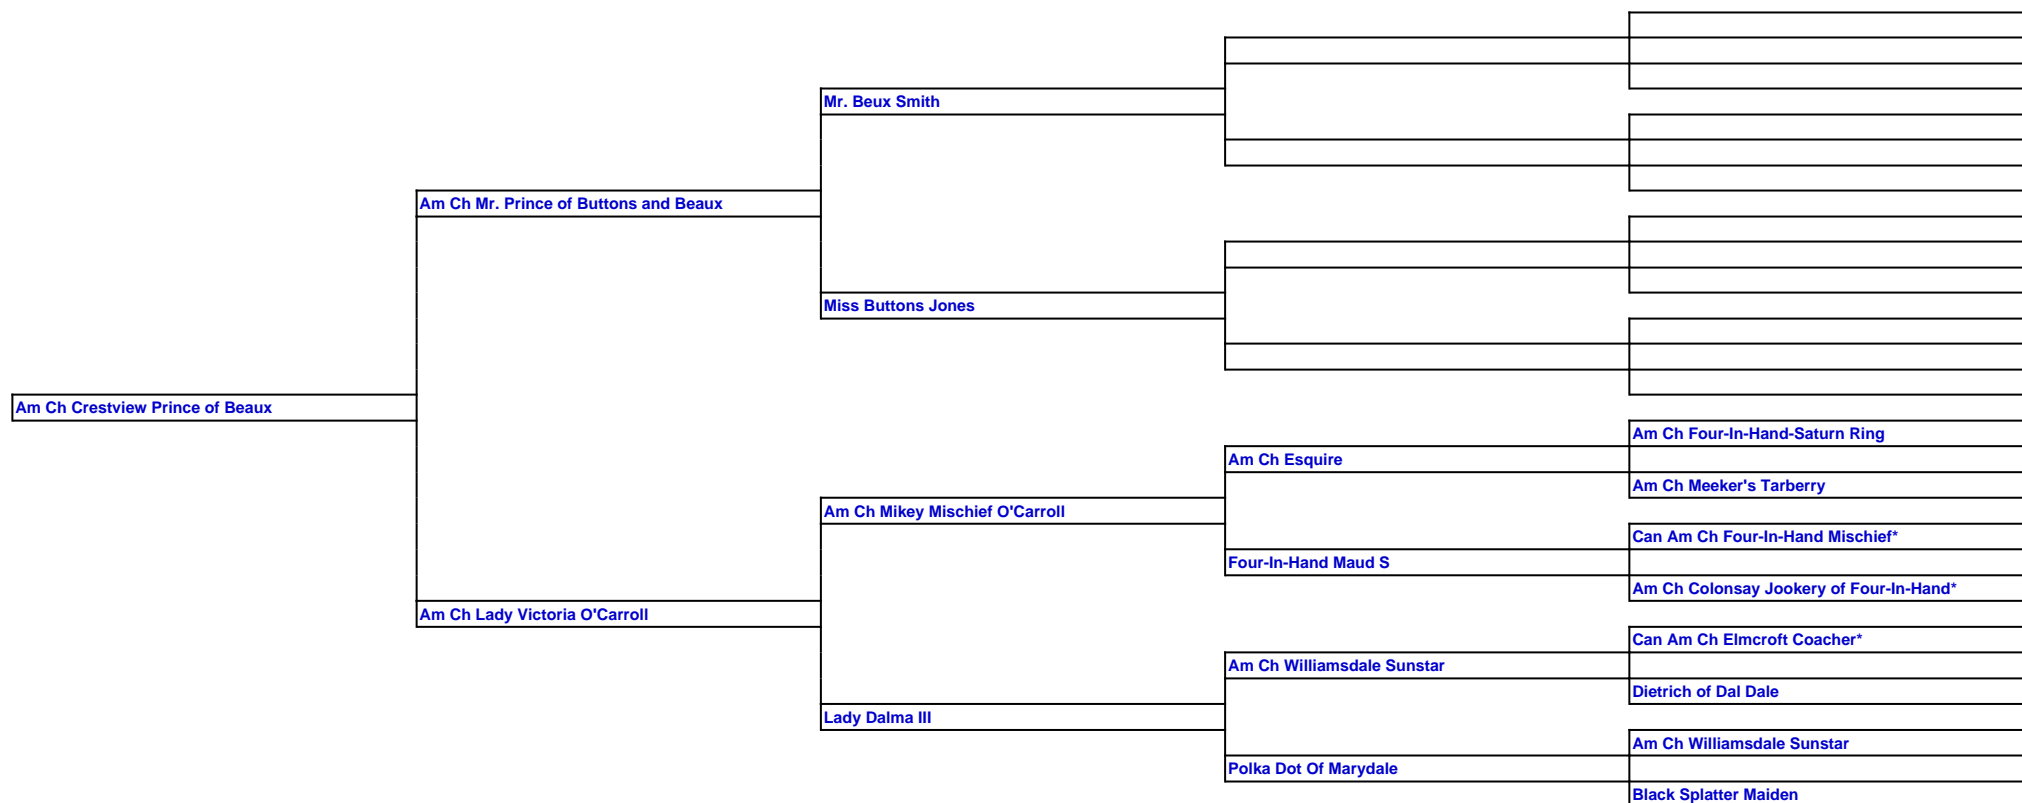 Mr. Beux Smith
Am Ch Mr. Prince of Buttons and Beaux
Miss Buttons Jones
Am Ch Crestview Prince of Beaux
Am Ch Four-In-Hand-Saturn Ring
Am Ch Esquire
Am Ch Meeker's Tarberry
Am Ch Mikey Mischief O'Carroll
Can Am Ch Four-In-Hand Mischief*
Four-In-Hand Maud S
Am Ch Colonsay Jookery of Four-In-Hand*
Am Ch Lady Victoria O'Carroll
Can Am Ch Elmcroft Coacher*
Am Ch Williamsdale Sunstar
Dietrich of Dal Dale
Lady Dalma III
Am Ch Williamsdale Sunstar
Polka Dot Of Marydale
Black Splatter Maiden